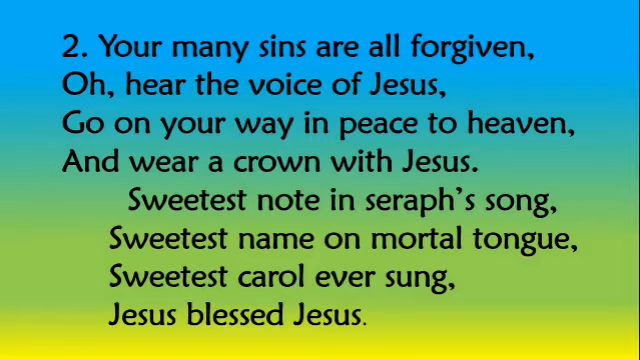 2. Your many sins are all forgiven,
Oh, hear the voice of Jesus,
Go on your way in peace to heaven,
And wear a crown with Jesus.
Sweetest note in seraph's song,
Sweetest name on mortal tongue,
Sweetest carol ever sung,
Jesus blessed Jesus.